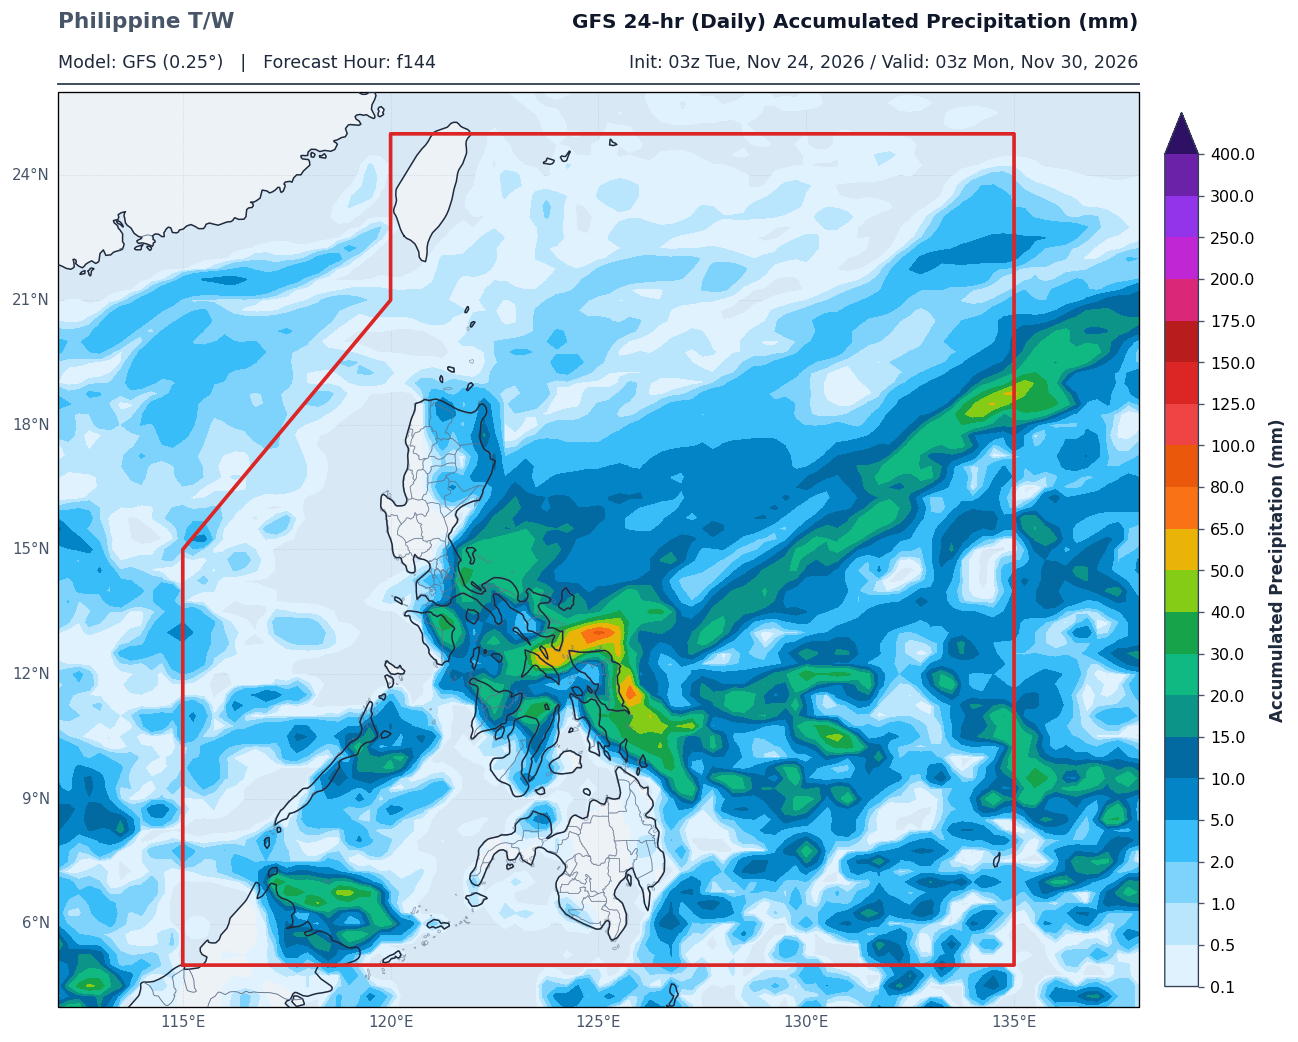 Philippine T/W
GFS 24-hr (Daily) Accumulated Precipitation (mm)
Model: GFS (0.25°) | Forecast Hour: f144
Init: 03z Tue, Nov 24, 2026 / Valid: 03z Mon, Nov 30, 2026
24°N
21°N
18°N
15°N
12°N
9°N
6°N
115°E
120°E
125°E
130°E
135°E
400.0
300.0
250.0
200.0
175.0
150.0
125.0
100.0
80.0
65.0
50.0
40.0
30.0
20.0
15.0
10.0
5.0
2.0
1.0
0.5
0.1
Accumulated Precipitation (mm)